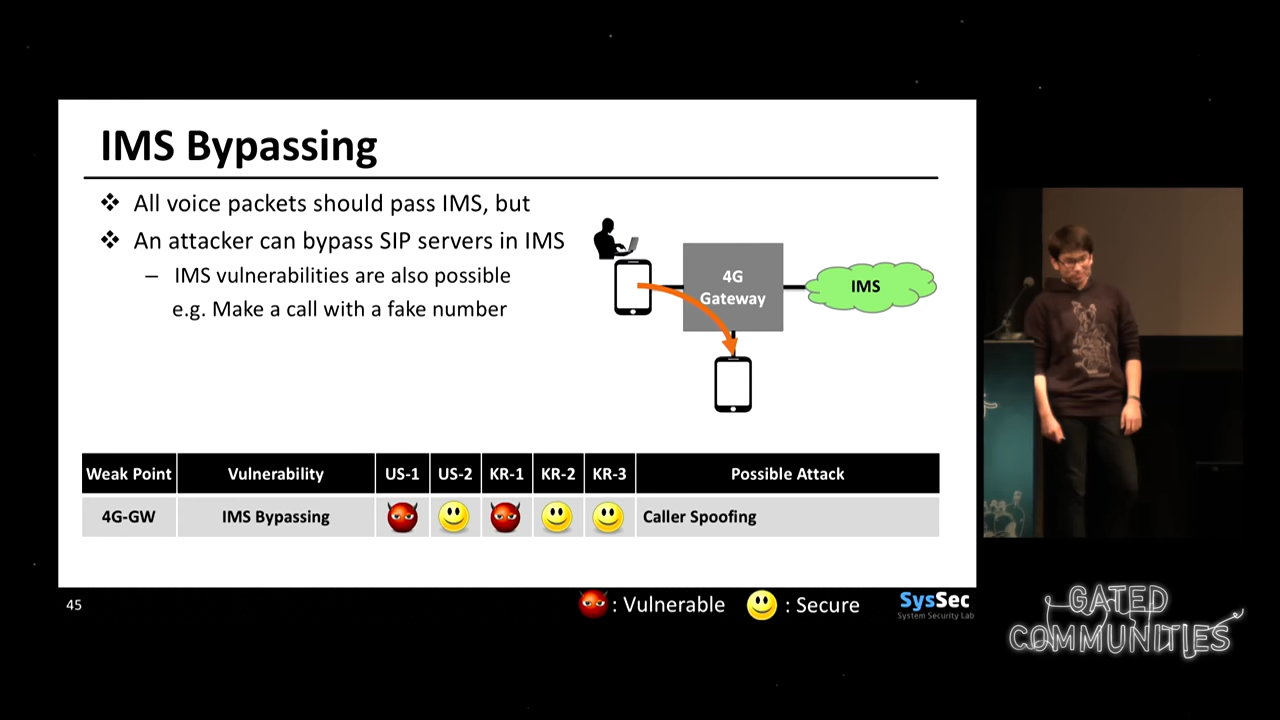 IMS Bypassing
❖ All voice packets should pass IMS, but
❖ An attacker can bypass SIP servers in IMS
– IMS vulnerabilities are also possible
e.g. Make a call with a fake number
4G
Gateway
IMS
Weak Point Vulnerability US-1 US-2 KR-1 KR-2 KR-3 Possible Attack
4G-GW IMS Bypassing Caller Spoofing
45
: Vulnerable : Secure
SysSec
System Security Lab
GATED
COMMUNITIES